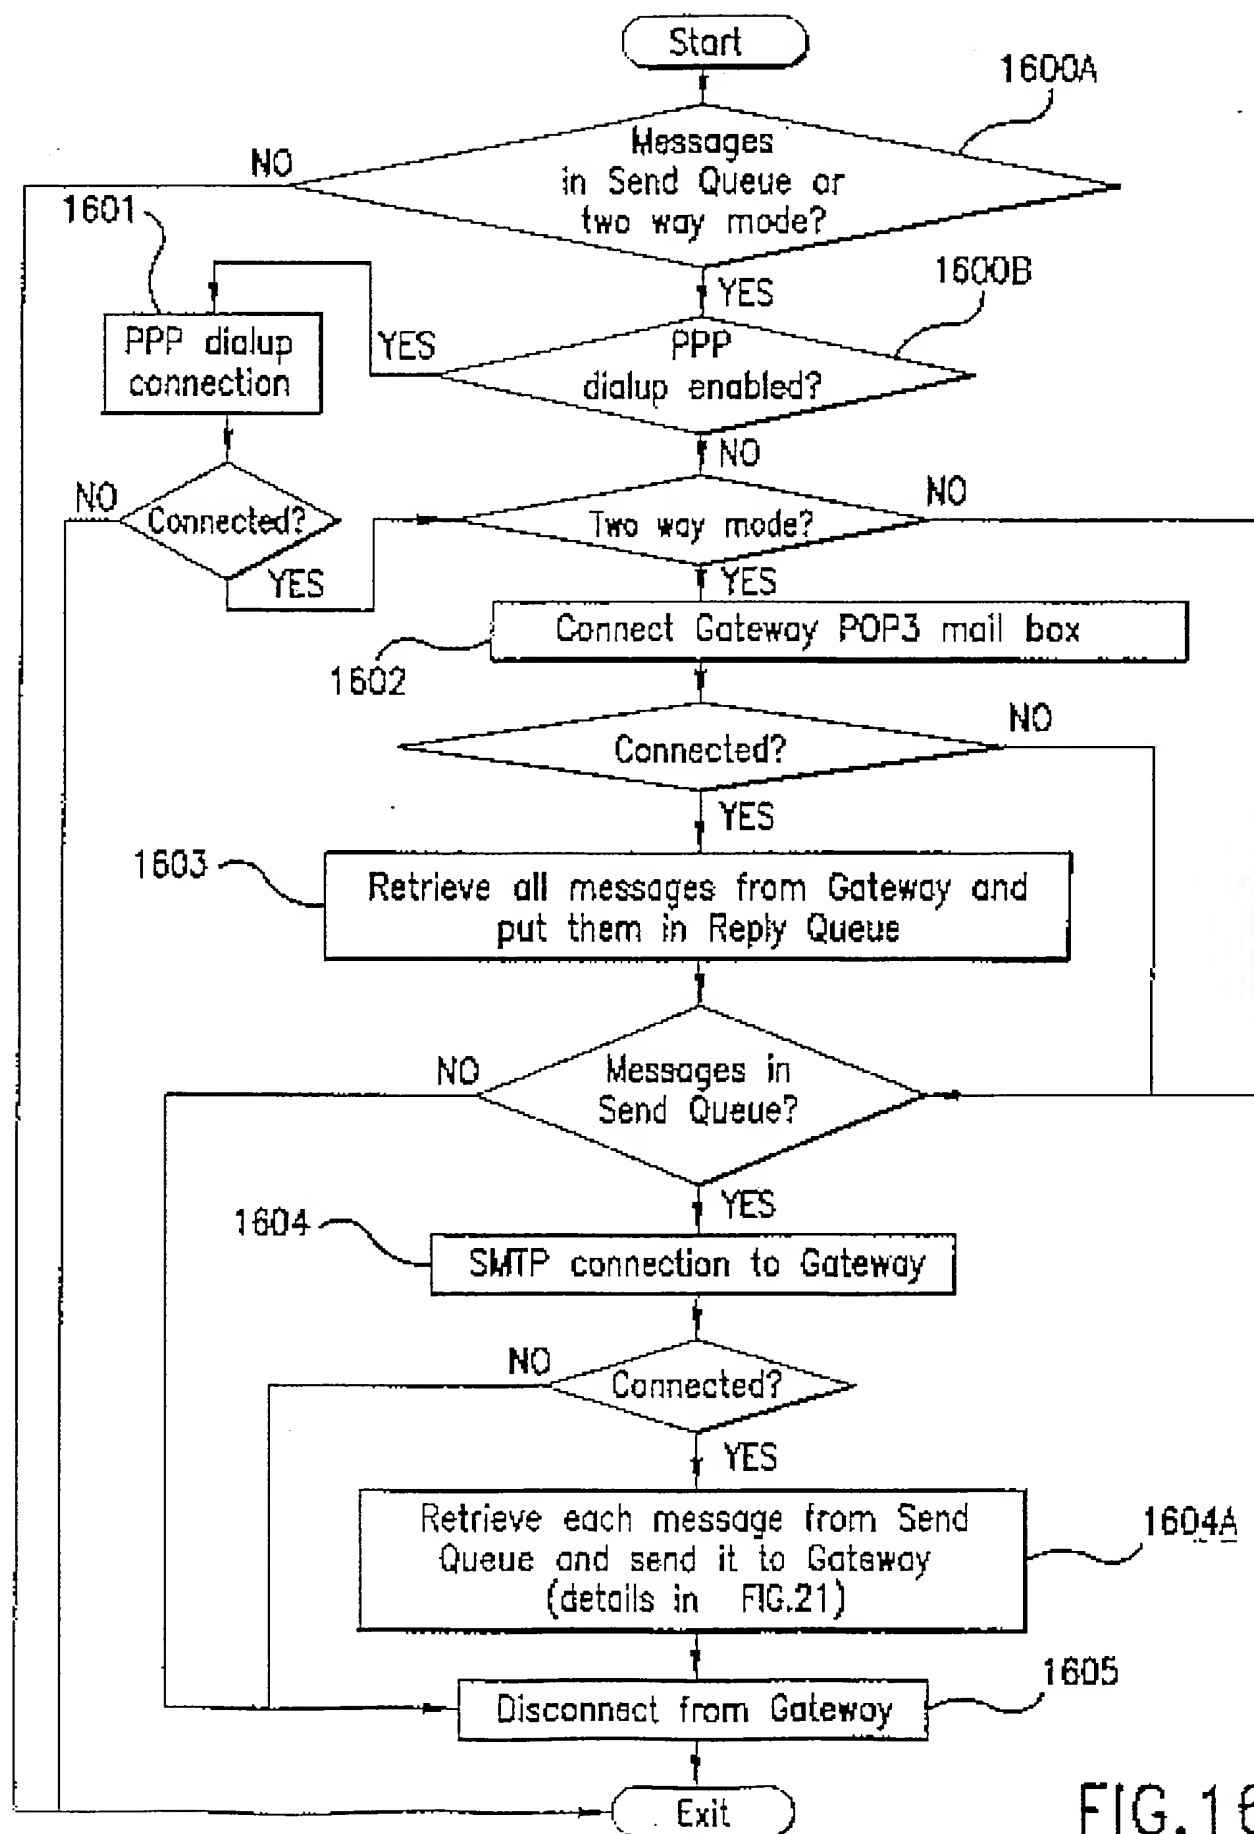 Start
1600A
Messages
in Send Queue or
two way mode?
NO
1601
1600B
YES
PPP
dialup enabled?
YES
PPP dialup
connection
NO
NO
Connected?
Two way mode?
NO
YES
YES
Connect Gateway POP3 mail box
1602
NO
Connected?
YES
1603
Retrieve all messages from Gateway and
put them in Reply Queue
NO
Messages in
Send Queue?
YES
1604
SMTP connection to Gateway
NO
Connected?
YES
Retrieve each message from Send
Queue and send it to Gateway
(details in FIG.21)
1604A
1605
Disconnect from Gateway
Exit
FIG.16